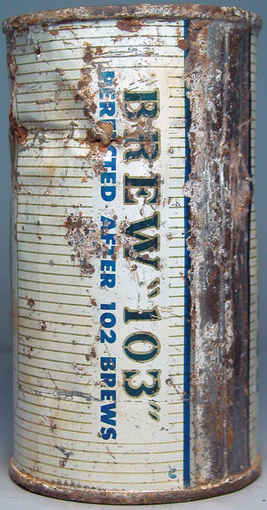 "BREW "103"
PERFECTED AFTER 102 BREWS